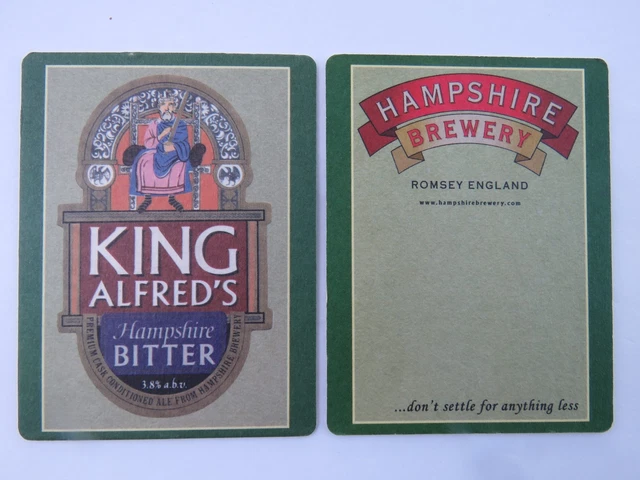 KING
ALFRED'S
Hampshire
BITTER
3.8% a.b.v.
PREMIUM CASK CONDITIONED ALE FROM HAMPSHIRE BREWERY
HAMPSHIRE
BREWERY
ROMSEY ENGLAND
www.hampshirebrewery.com
...don't settle for anything less